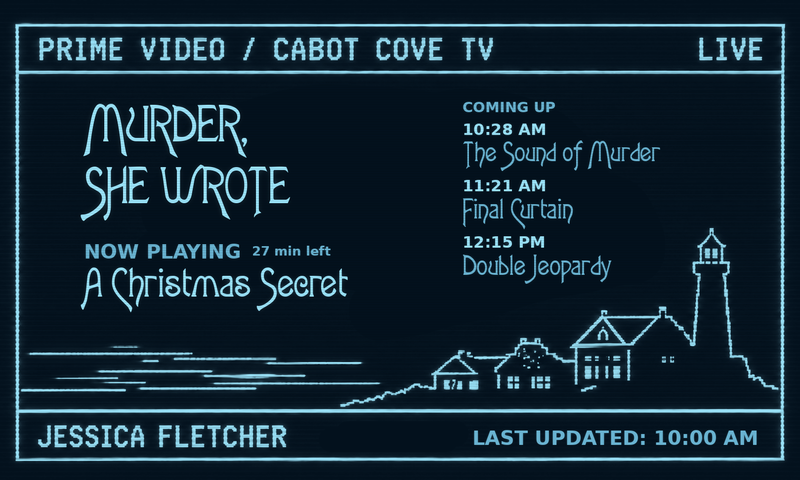 PRIME VIDEO / CABOT COVE TV
LIVE
MURDER,
SHE WROTE
NOW PLAYING 27 min left
A Christmas Secret
COMING UP
10:28 AM
The Sound of Murder
11:21 AM
Final Curtain
12:15 PM
Double Jeopardy
JESSICA FLETCHER
LAST UPDATED: 10:00 AM